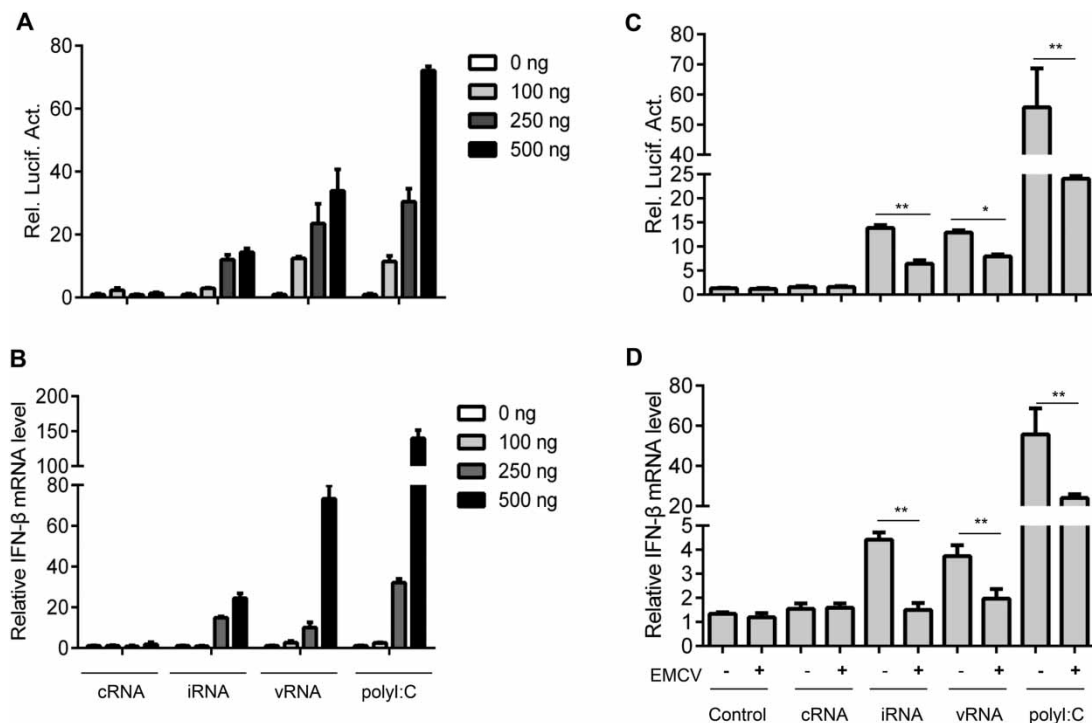 A
Rel. Lucif. Act.
80
60
40
20
0
0 ng
100 ng
250 ng
500 ng
B
Relative IFN-β mRNA level
200
150
100
80
60
40
20
0
0 ng
100 ng
250 ng
500 ng
cRNA iRNA vRNA polyI:C
C
Rel. Lucif. Act.
80
70
60
50
40
25
20
15
10
5
0
** * **
D
Relative IFN-β mRNA level
80
60
40
20
5
4
3
2
1
0
** ** **
EMCV - + - + - + - + - +
Control cRNA iRNA vRNA polyI:C